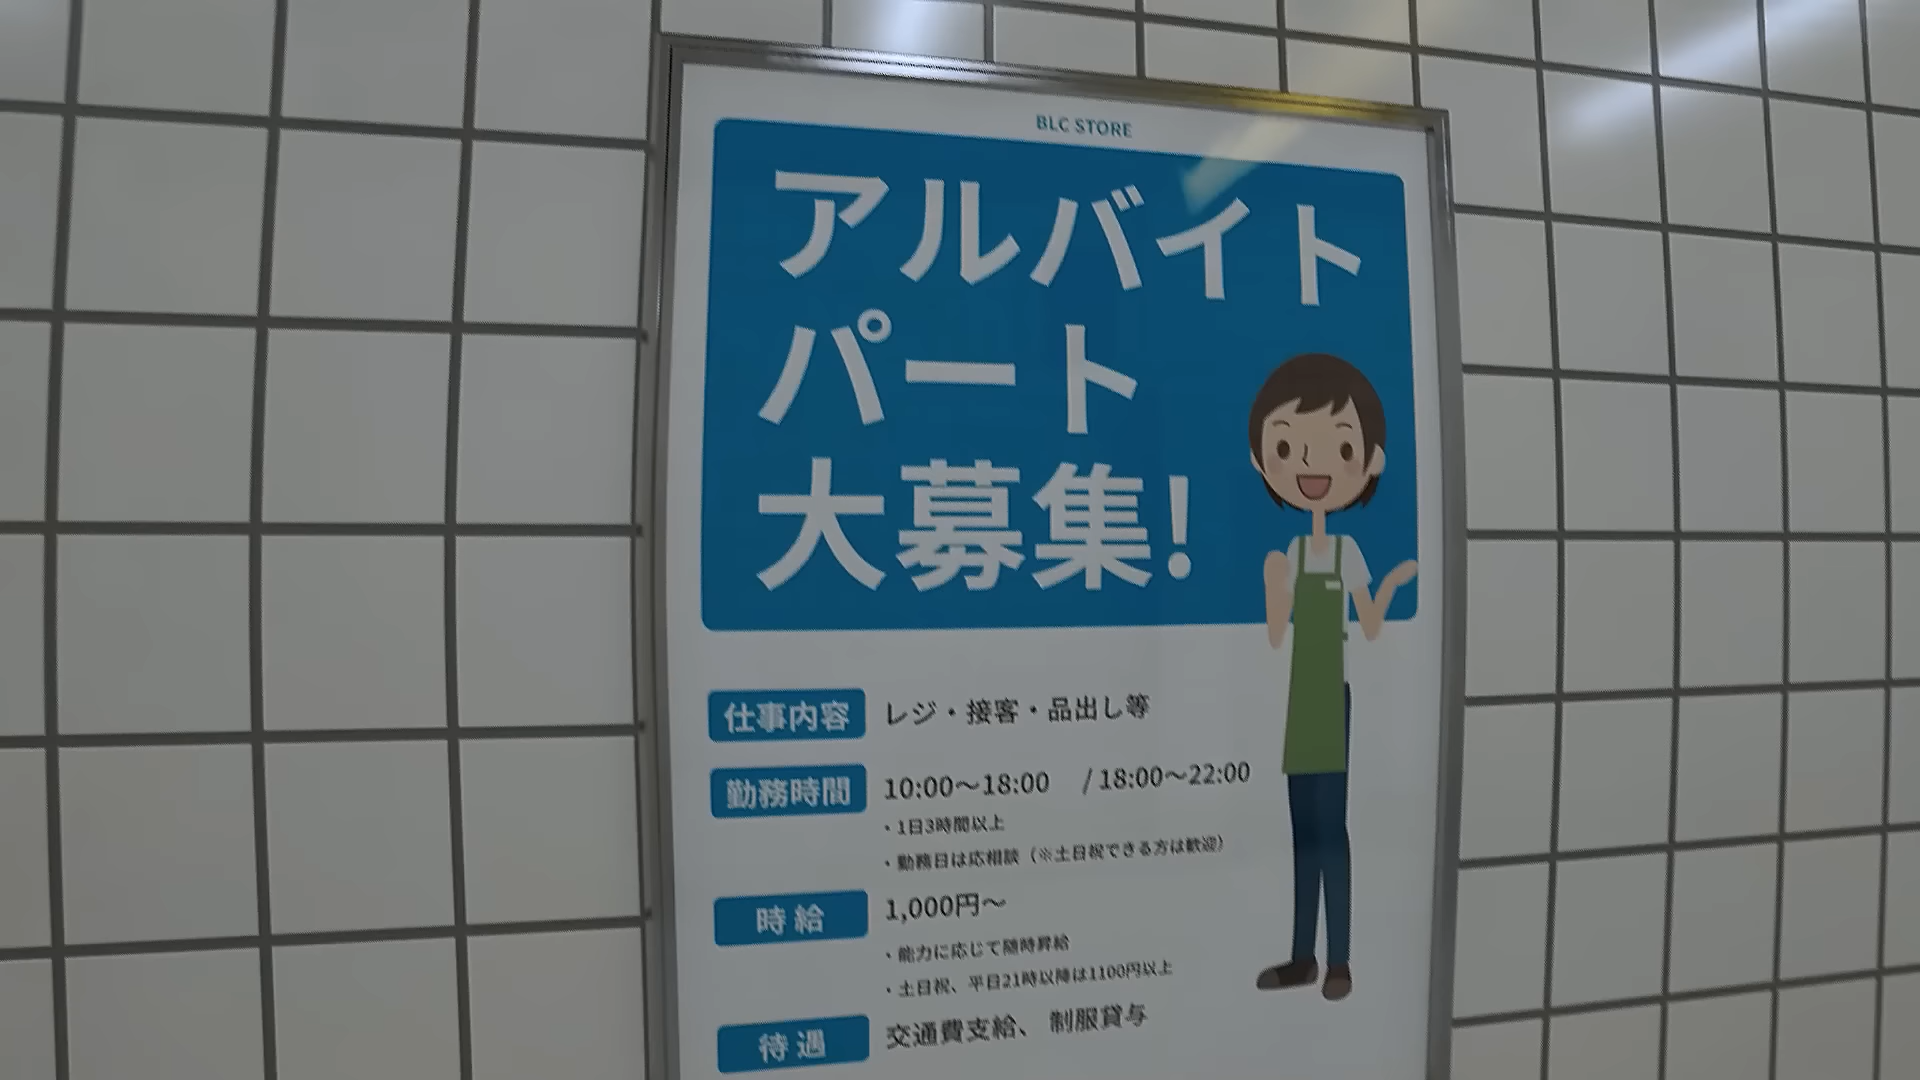 BLC STORE
アルバイト
パート
大募集!
仕事内容 レジ・接客・品出し等
勤務時間 10:00～18:00 / 18:00～22:00
・1日3時間以上
・勤務日は応相談（※土日祝できる方は歓迎）
時給 1,000円～
・能力に応じて随時昇給
・土日祝、平日21時以降は1100円以上
待遇 交通費支給、 制服貸与